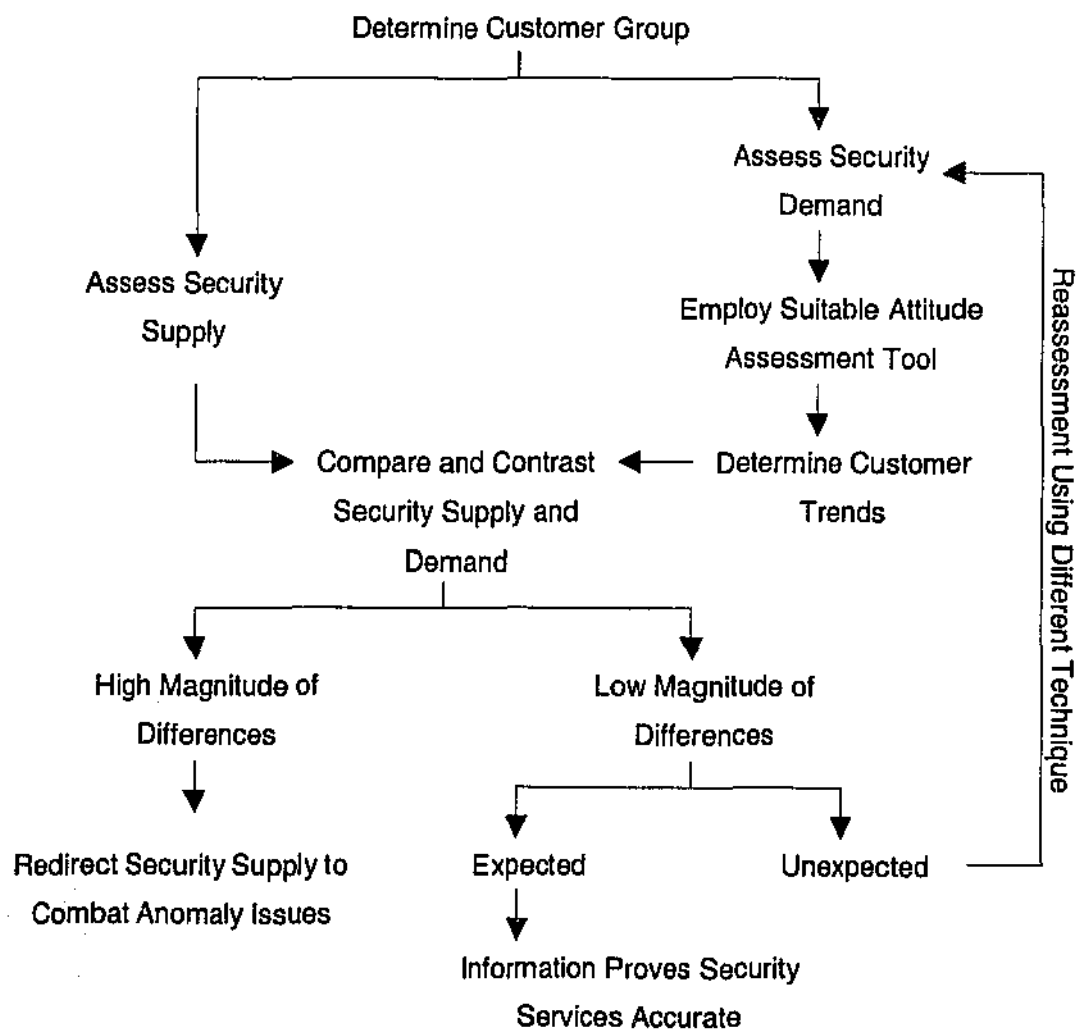 Determine Customer Group
Assess Security
Demand
Assess Security
Supply
Employ Suitable Attitude
Assessment Tool
Compare and Contrast
Security Supply and
Demand
Determine Customer
Trends
High Magnitude of
Differences
Low Magnitude of
Differences
Redirect Security Supply to
Combat Anomaly Issues
Expected
Unexpected
Information Proves Security
Services Accurate
Reassessment Using Different Technique